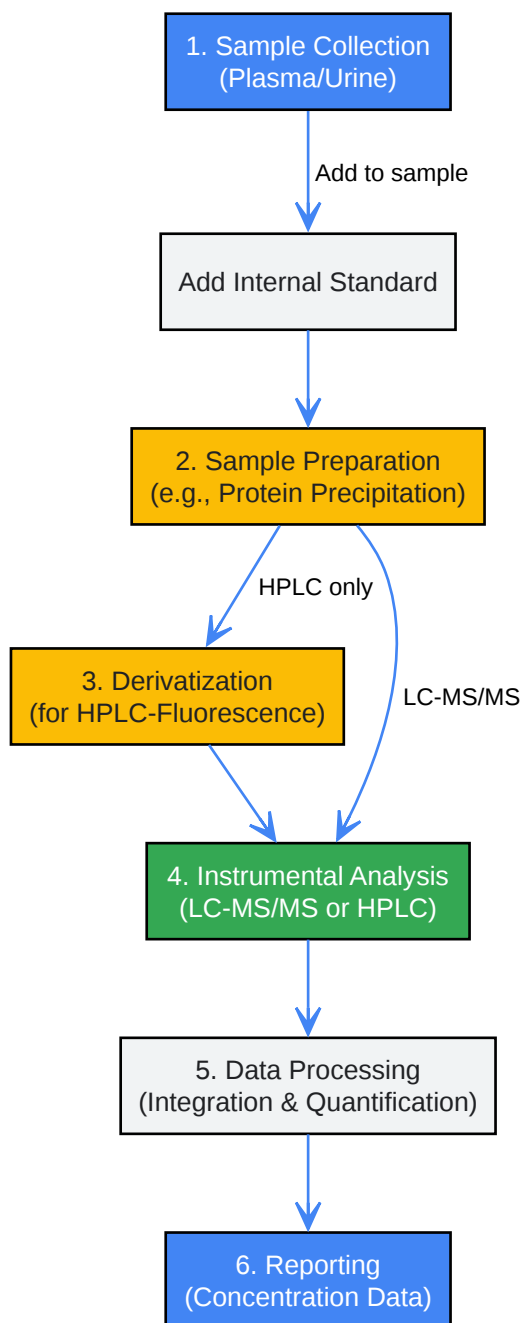 1. Sample Collection
(Plasma/Urine)
Add to sample
Add Internal Standard
2. Sample Preparation
(e.g., Protein Precipitation)
HPLC only
3. Derivatization
(for HPLC-Fluorescence)
LC-MS/MS
4. Instrumental Analysis
(LC-MS/MS or HPLC)
5. Data Processing
(Integration & Quantification)
6. Reporting
(Concentration Data)